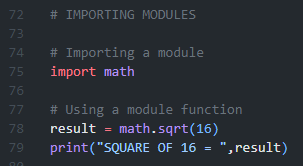 72 # IMPORTING MODULES
73
74 # Importing a module
75 import math
76
77 # Using a module function
78 result = math.sqrt(16)
79 print("SQUARE OF 16 = ",result)